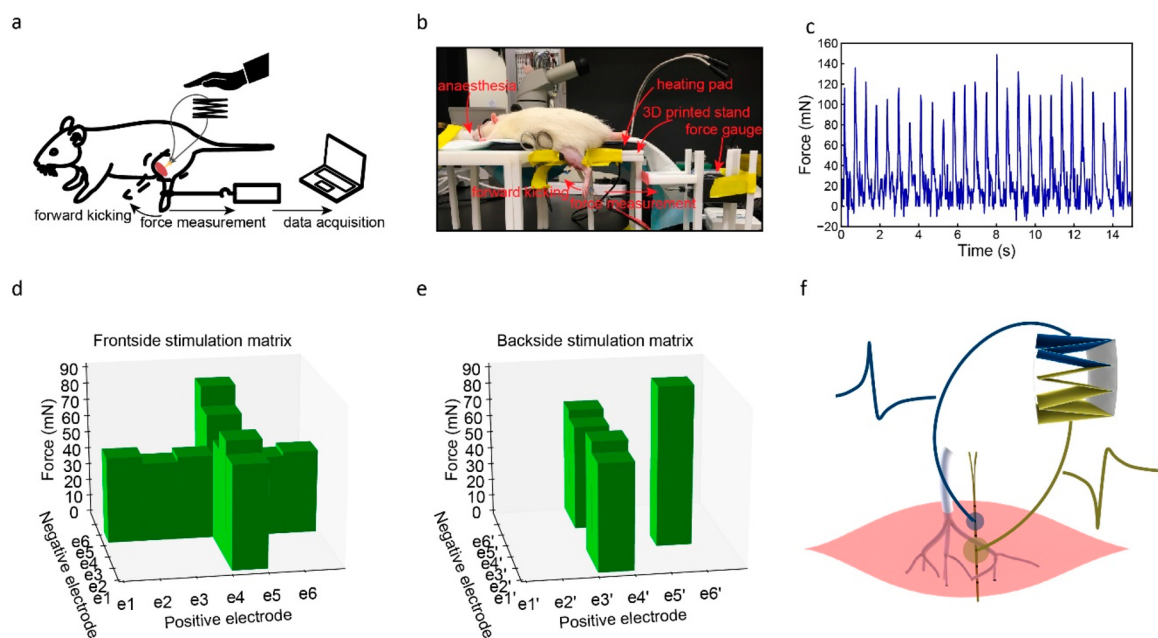 a
forward kicking
force measurement
data acquisition
b
anaesthesia
heating pad
3D printed stand
force gauge
forward kicking
force measurement
c
160
140
120
100
80
60
40
20
0
−20
Force (mN)
0 2 4 6 8 10 12 14
Time (s)
d
Frontside stimulation matrix
90
80
70
60
50
40
30
20
10
0
Force (mN)
e6
e5
e4
e3
e2
e1
Negative electrode
e1 e2 e3 e4 e5 e6
Positive electrode
e
Backside stimulation matrix
90
80
70
60
50
40
30
20
10
0
Force (mN)
e6'
e5'
e4'
e3'
e2'
e1'
Negative electrode
e1' e2' e3' e4' e5' e6'
Positive electrode
f